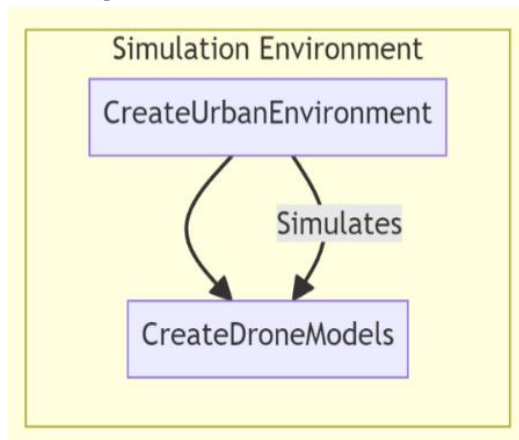 Simulation Environment
CreateUrbanEnvironment
Simulates
CreateDroneModels